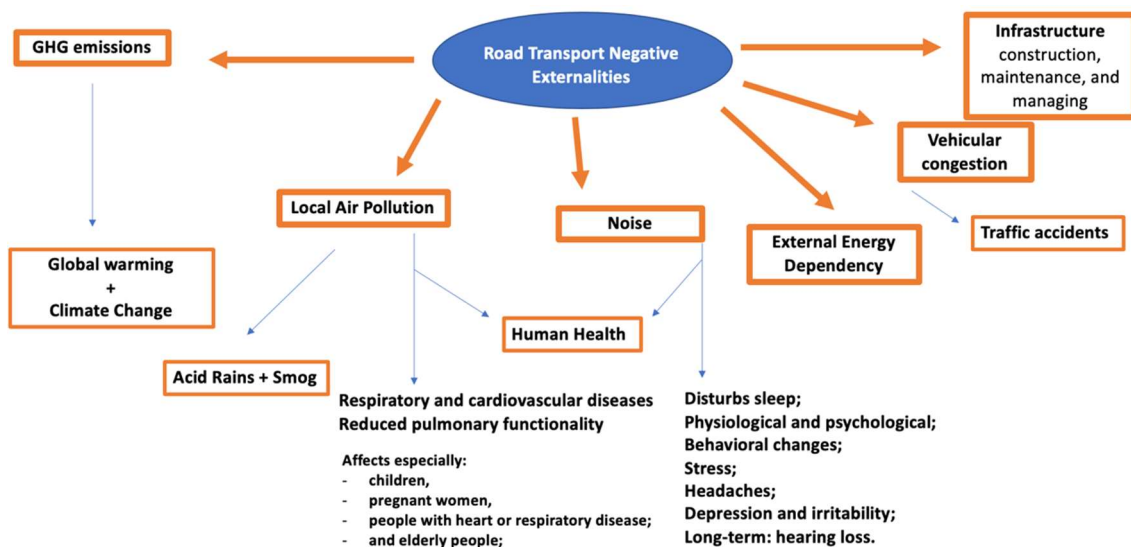 GHG emissions
Road Transport Negative
Externalities
Infrastructure
construction,
maintenance, and
managing
Vehicular
congestion
Local Air Pollution
Noise
External Energy
Dependency
Traffic accidents
Global warming
+
Climate Change
Human Health
Acid Rains + Smog
Respiratory and cardiovascular diseases
Reduced pulmonary functionality
Affects especially:
- children,
- pregnant women,
- people with heart or respiratory disease;
- and elderly people;
Disturbs sleep;
Physiological and psychological;
Behavioral changes;
Stress;
Headaches;
Depression and irritability;
Long-term: hearing loss.